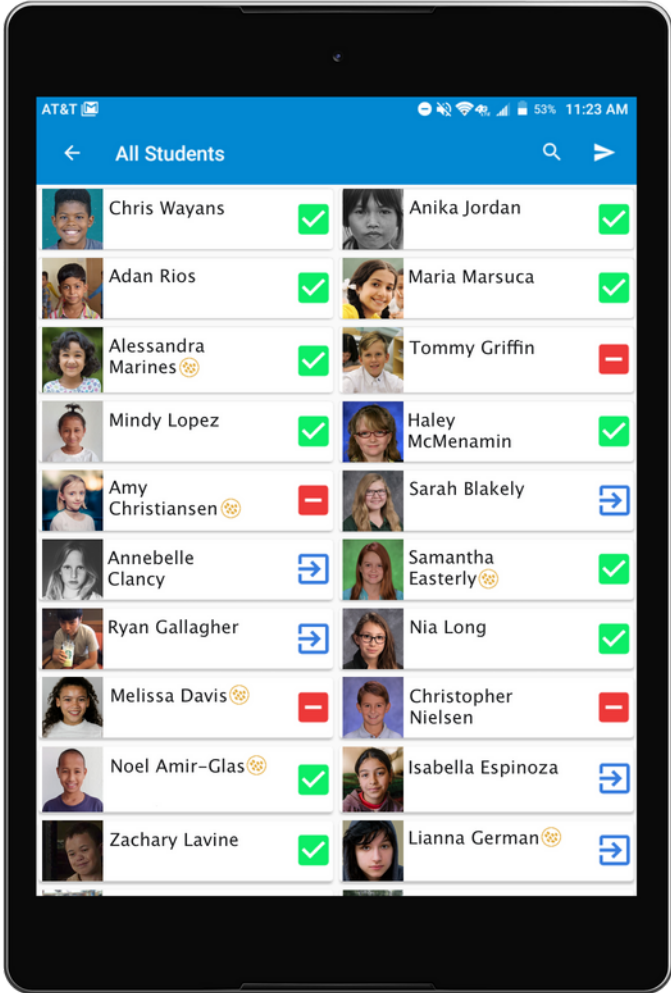 AT&T
53% 11:23 AM
All Students
Chris Wayans
Anika Jordan
Adan Rios
Maria Marsuca
Alessandra
Marines
Tommy Griffin
Mindy Lopez
Haley
McMenamin
Amy
Christiansen
Sarah Blakely
Annebelle
Clancy
Samantha
Easterly
Ryan Gallagher
Nia Long
Melissa Davis
Christopher
Nielsen
Noel Amir-Glas
Isabella Espinoza
Zachary Lavine
Lianna German